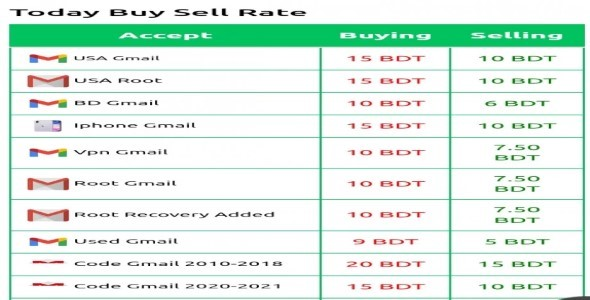 Today Buy Sell Rate
Accept Buying Selling
USA Gmail 15 BDT 10 BDT
USA Root 15 BDT 10 BDT
BD Gmail 10 BDT 6 BDT
Iphone Gmail 15 BDT 10 BDT
Vpn Gmail 10 BDT 7.50 BDT
Root Gmail 10 BDT 7.50 BDT
Root Recovery Added 10 BDT 7.50 BDT
Used Gmail 9 BDT 5 BDT
Code Gmail 2010-2018 20 BDT 15 BDT
Code Gmail 2020-2021 15 BDT 10 BDT